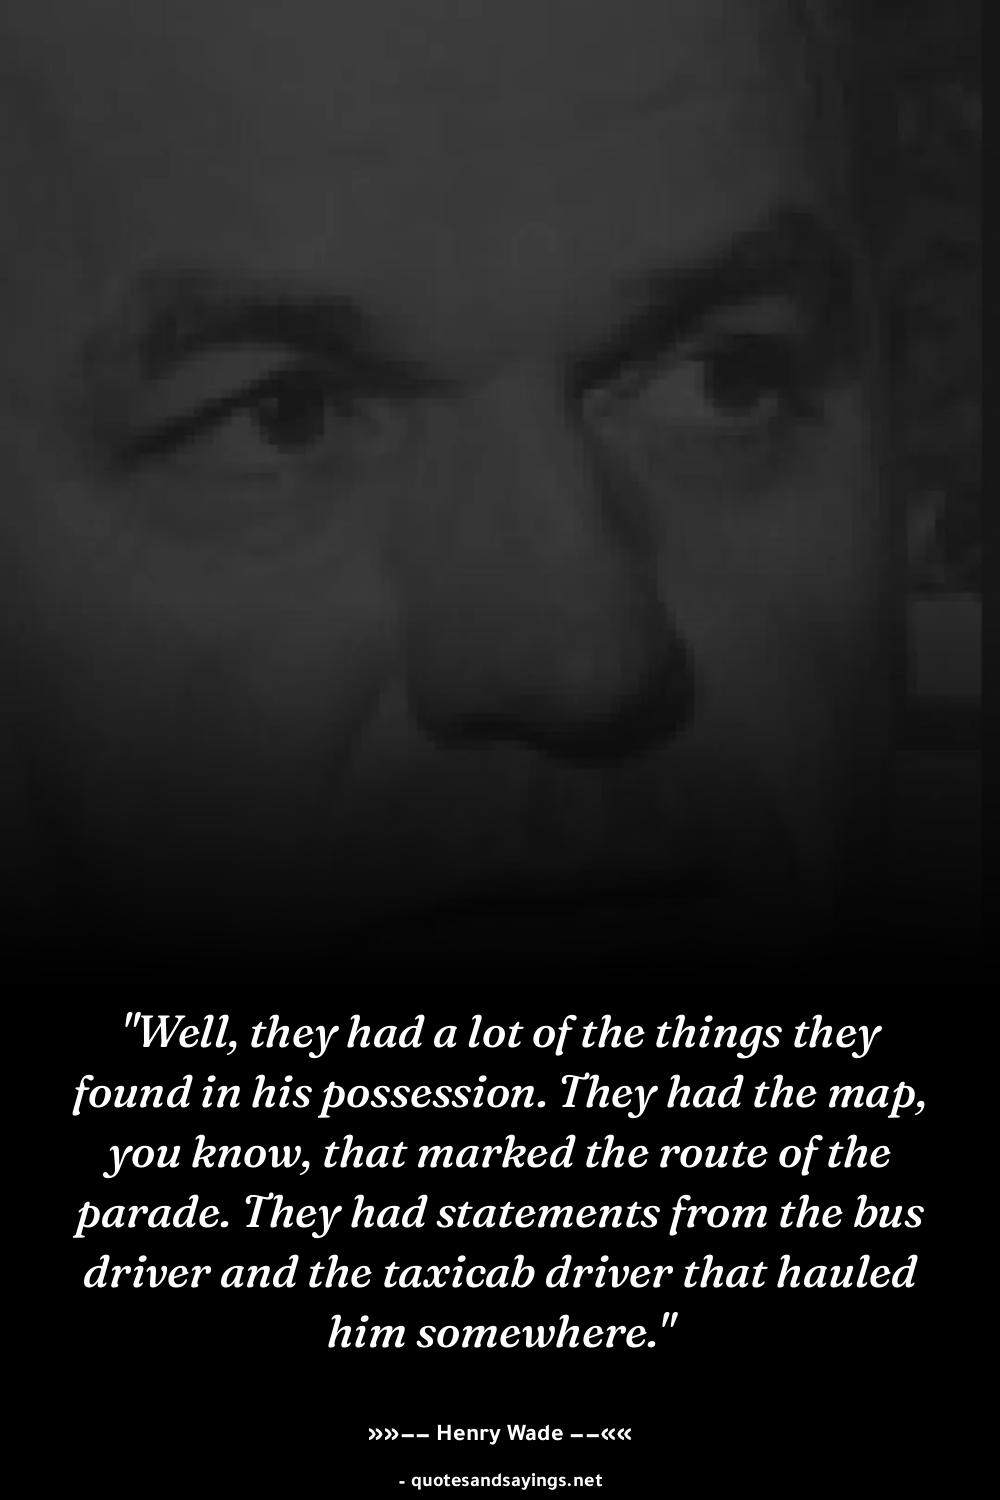 "Well, they had a lot of the things they
found in his possession. They had the map,
you know, that marked the route of the
parade. They had statements from the bus
driver and the taxicab driver that hauled
him somewhere."
»»–– Henry Wade ––««
- quotesandsayings.net